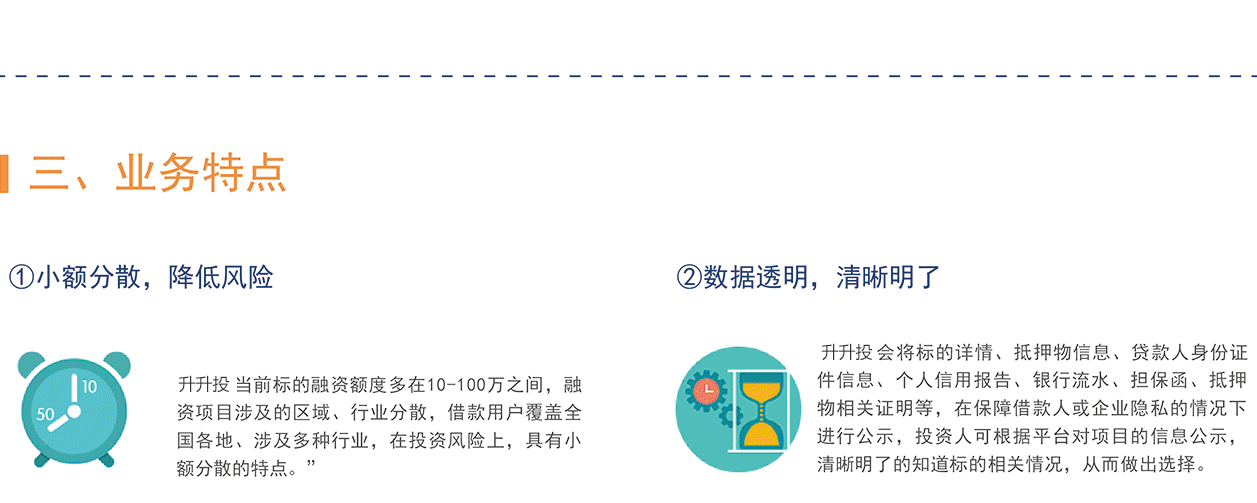 三、业务特点
①小额分散，降低风险
10
50
升升投 当前标的融资额度多在10-100万之间，融
资项目涉及的区域、行业分散，借款用户覆盖全
国各地、涉及多种行业，在投资风险上，具有小
额分散的特点。”
②数据透明，清晰明了
升升投 会将标的详情、抵押物信息、贷款人身份证
件信息、个人信用报告、银行流水、担保函、抵押
物相关证明等，在保障借款人或企业隐私的情况下
进行公示，投资人可根据平台对项目的信息公示，
清晰明了的知道标的相关情况，从而做出选择。